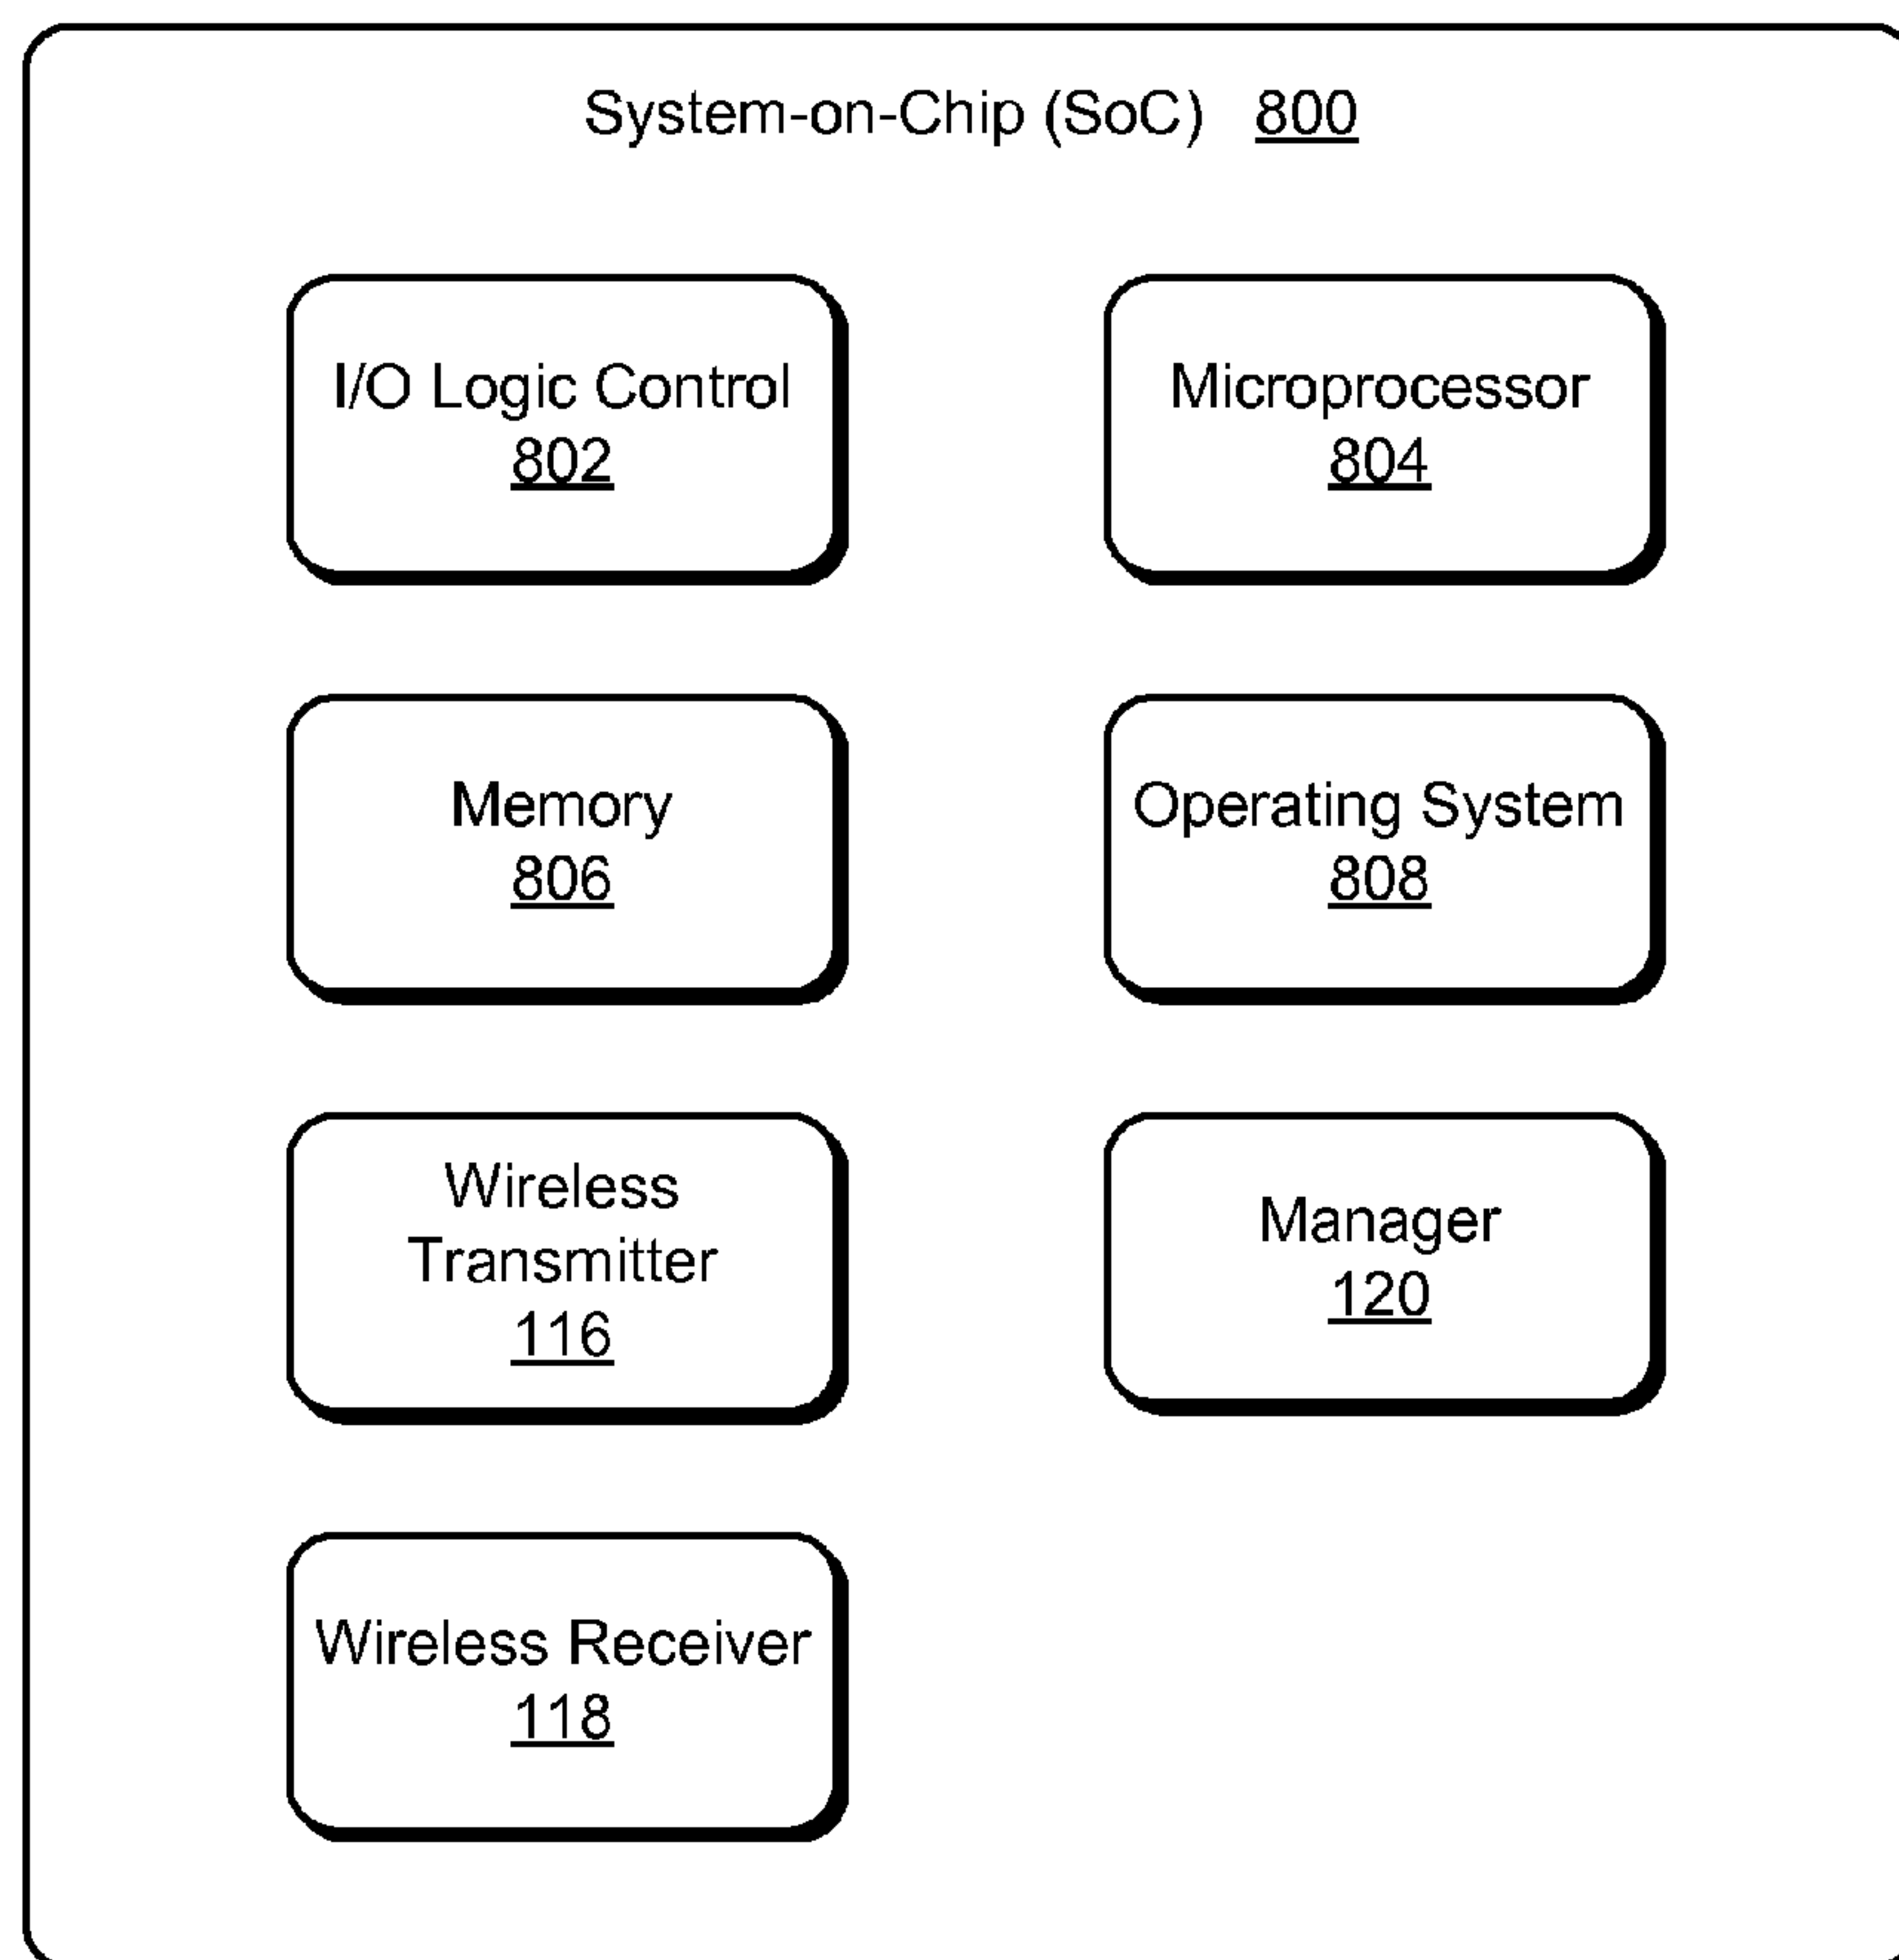 System-on-Chip (SoC) 800
I/O Logic Control
802
Microprocessor
804
Memory
806
Operating System
808
Wireless
Transmitter
116
Manager
120
Wireless Receiver
118